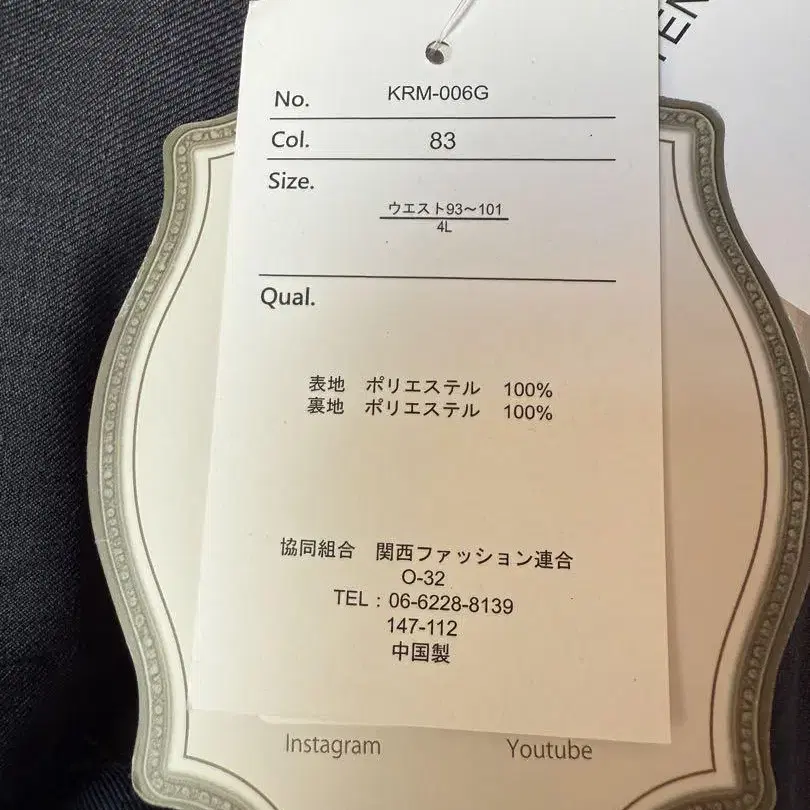 No. KRM-006G
Col. 83
Size.
ウエスト93～101
4L
Qual.
表地 ポリエステル 100%
裏地 ポリエステル 100%
協同組合 関西ファッション連合
O-32
TEL：06-6228-8139
147-112
中国製
Instagram Youtube